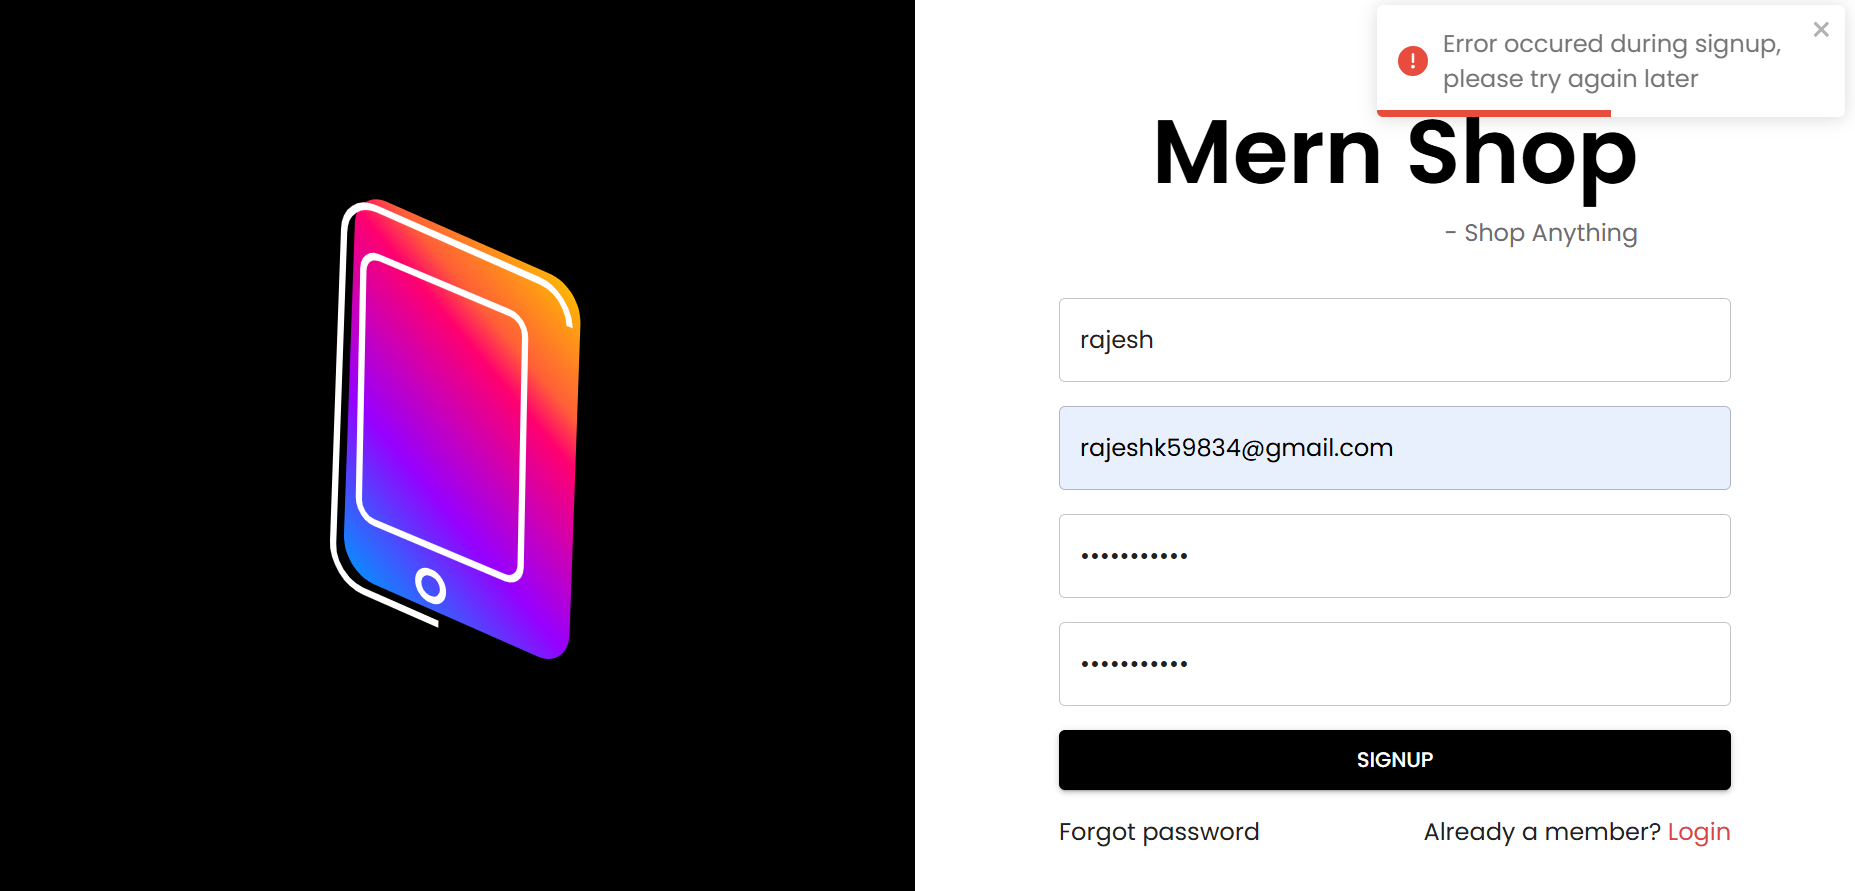 Error occured during signup,
please try again later
Mern Shop
- Shop Anything
rajesh
rajeshk59834@gmail.com
•••••••••••
•••••••••••
SIGNUP
Forgot password
Already a member? Login